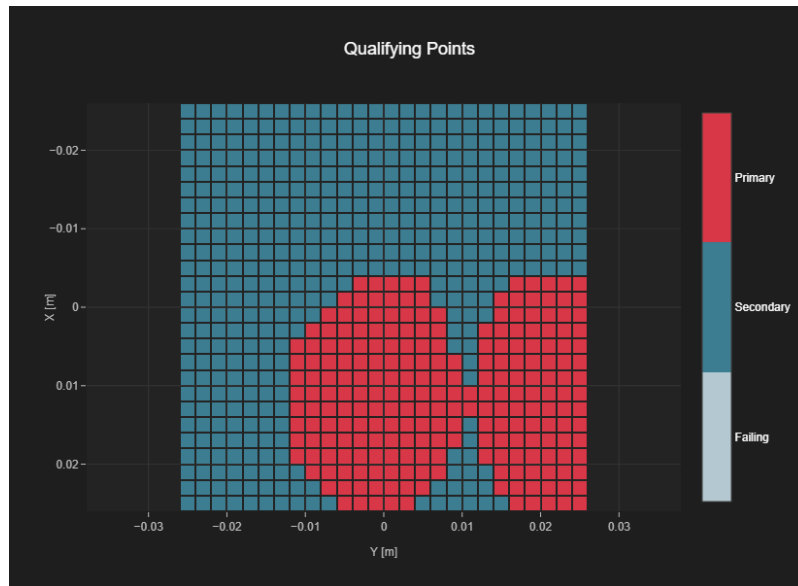 Qualifying Points
Primary
Secondary
Failing
−0.02
−0.01
0
0.01
0.02
X [m]
−0.03
−0.02
−0.01
0
0.01
0.02
0.03
Y [m]